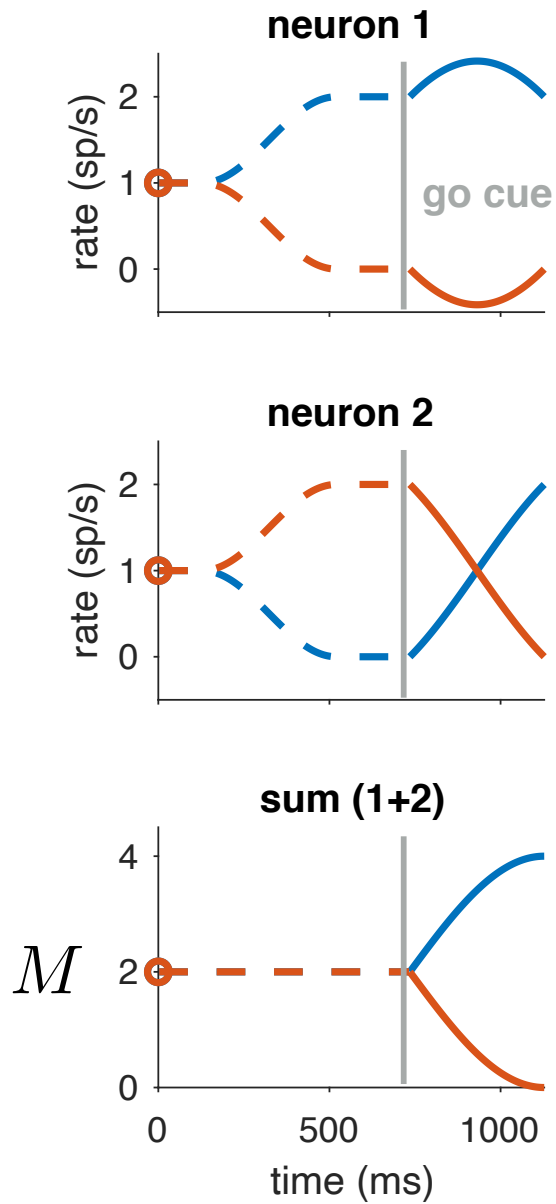 neuron 1
rate (sp/s)
2
1
0
go cue
neuron 2
rate (sp/s)
2
1
0
sum (1+2)
M
4
2
0
0 500 1000
time (ms)